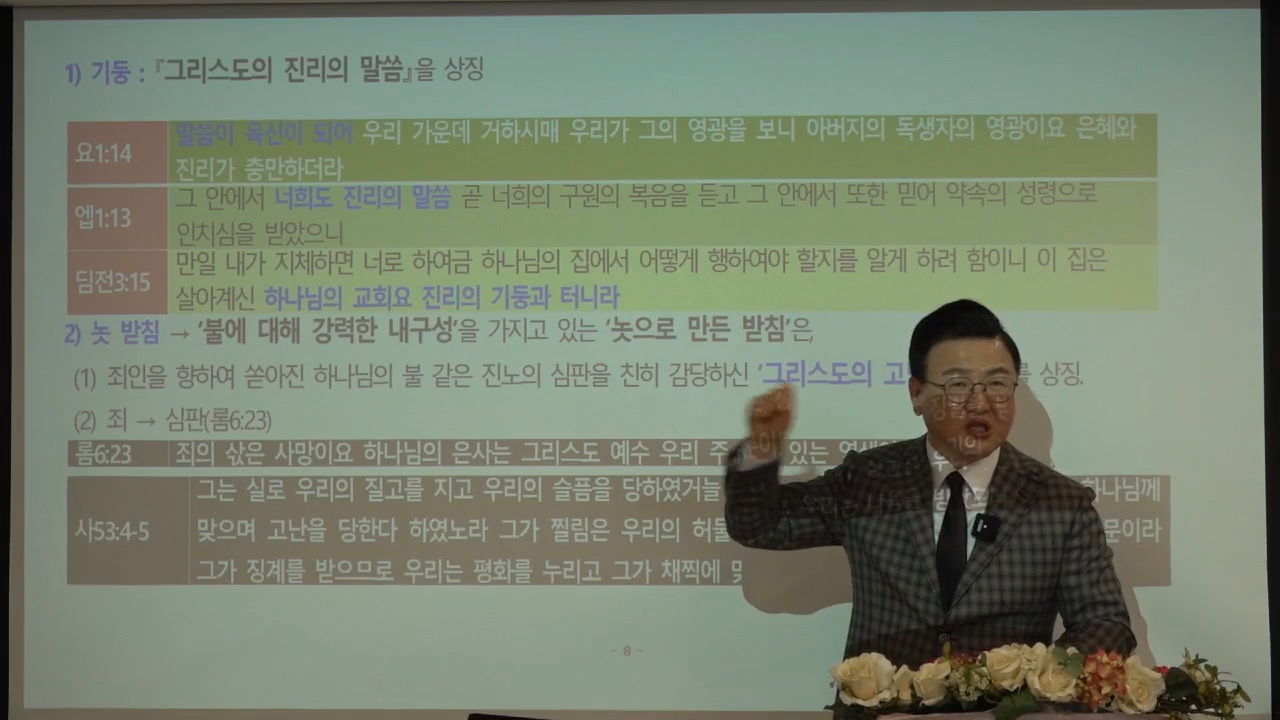 1) 기둥 : 『그리스도의 진리의 말씀』을 상징
요1:14
말씀이 육신이 되어 우리 가운데 거하시매 우리가 그의 영광을 보니 아버지의 독생자의 영광이요 은혜와
진리가 충만하더라
엡1:13
그 안에서 너희도 진리의 말씀 곧 너희의 구원의 복음을 듣고 그 안에서 또한 믿어 약속의 성령으로
인치심을 받았으니
딤전3:15
만일 내가 지체하면 너로 하여금 하나님의 집에서 어떻게 행하여야 할지를 알게 하려 함이니 이 집은
살아계신 하나님의 교회요 진리의 기둥과 터니라
2) 놋 받침 → '불에 대해 강력한 내구성'을 가지고 있는 '놋으로 만든 받침'은,
(1) 죄인을 향하여 쏟아진 하나님의 불 같은 진노의 심판을 친히 감당하신 '그리스도의 상징.
(2) 죄 → 심판(롬6:23)
롬6:23
죄의 삯은 사망이요 하나님의 은사는 그리스도 예수 우리 있는
사53:4-5
그는 실로 우리의 질고를 지고 우리의 슬픔을 당하였거늘 하나님께
맞으며 고난을 당한다 하였노라 그가 찔림은 우리의
그가 징계를 받으므로 우리는 평화를 누리고 그가 채찍에
- 8 -